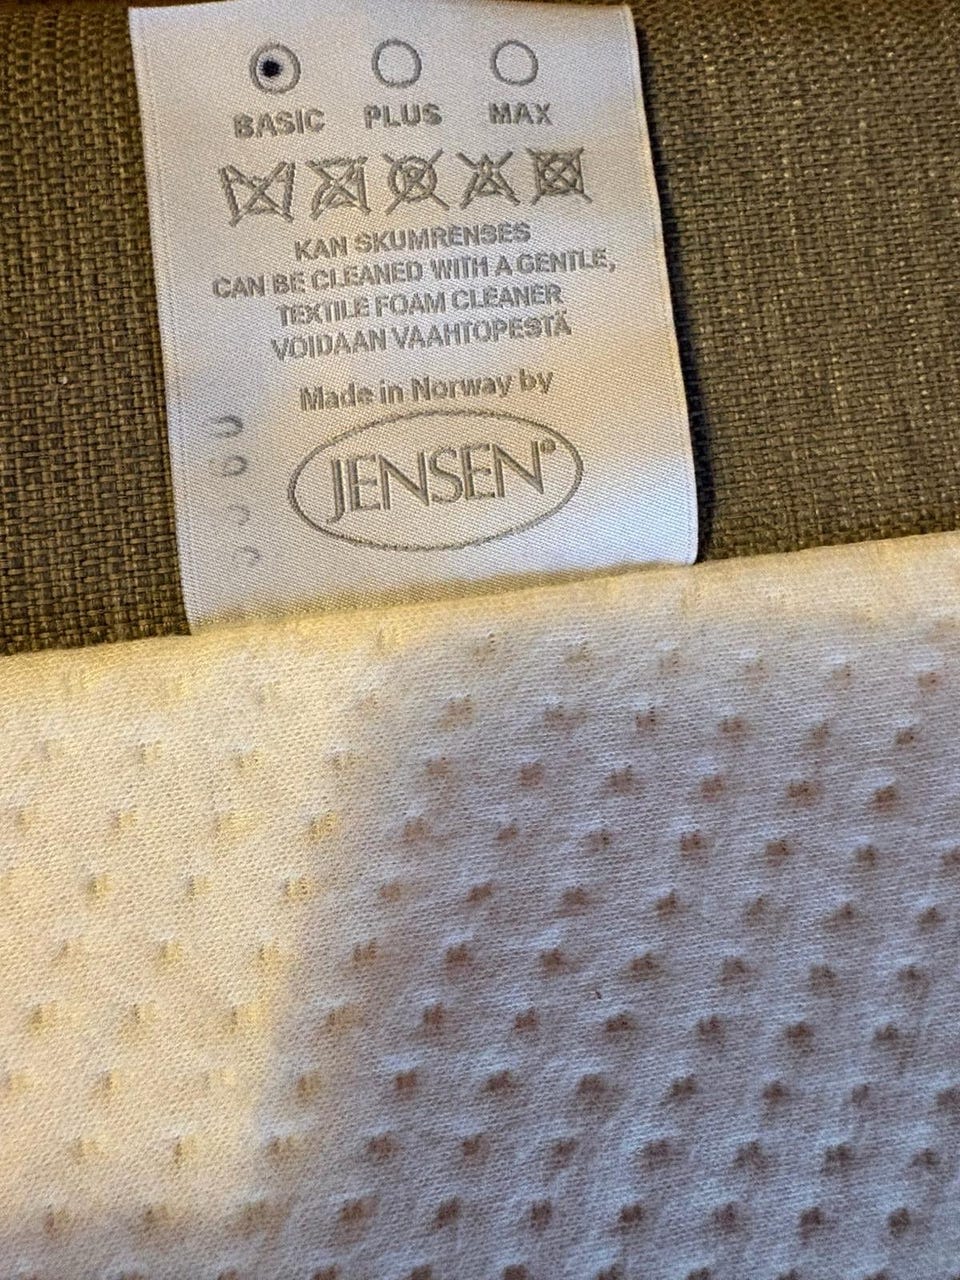 BASIC PLUS MAX
KAN SKUMRENSES
CAN BE CLEANED WITH A GENTLE,
TEXTILE FOAM CLEANER
VOIDAAN VAAHTOPESTÄ
Made in Norway by
JENSEN®